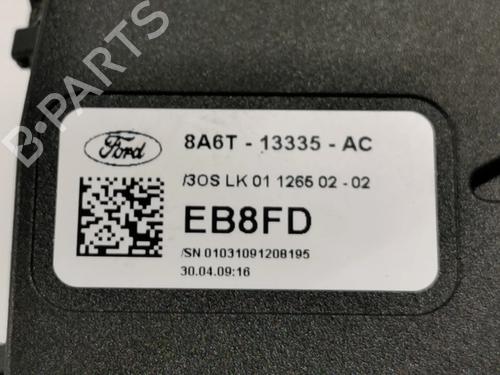 B-PARTS
Ford
8A6T - 13335 - AC
/3OS LK 01 1265 02 - 02
EB8FD
/SN 01031091208195
30.04.09:16